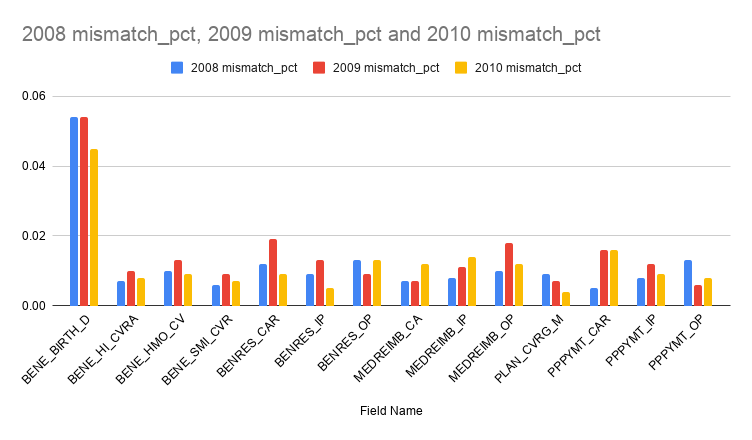 2008 mismatch_pct, 2009 mismatch_pct and 2010 mismatch_pct
2008 mismatch_pct 2009 mismatch_pct 2010 mismatch_pct
0.06
0.04
0.02
0.00
BENE_BIRTH_D
BENE_HI_CVRA
BENE_HMO_CV
BENE_SMI_CVR
BENRES_CAR
BENRES_IP
BENRES_OP
MEDREIMB_CA
MEDREIMB_IP
MEDREIMB_OP
PLAN_CVRG_M
PPPYMT_CAR
PPPYMT_IP
PPPYMT_OP
Field Name